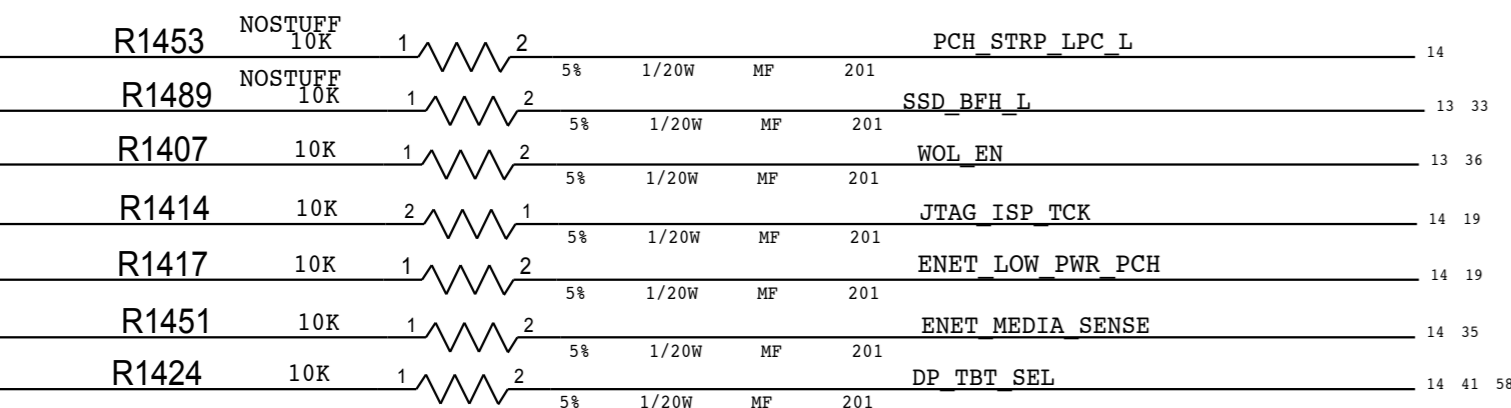 NOSTUFF
R1453 10K 1 2 PCH_STRP_LPC_L 14
5% 1/20W MF 201
NOSTUFF
R1489 10K 1 2 SSD_BFH_L 13 33
5% 1/20W MF 201
R1407 10K 1 2 WOL_EN 13 36
5% 1/20W MF 201
R1414 10K 2 1 JTAG_ISP_TCK 14 19
5% 1/20W MF 201
R1417 10K 1 2 ENET_LOW_PWR_PCH 14 19
5% 1/20W MF 201
R1451 10K 1 2 ENET_MEDIA_SENSE 14 35
5% 1/20W MF 201
R1424 10K 1 2 DP_TBT_SEL 14 41 58
5% 1/20W MF 201